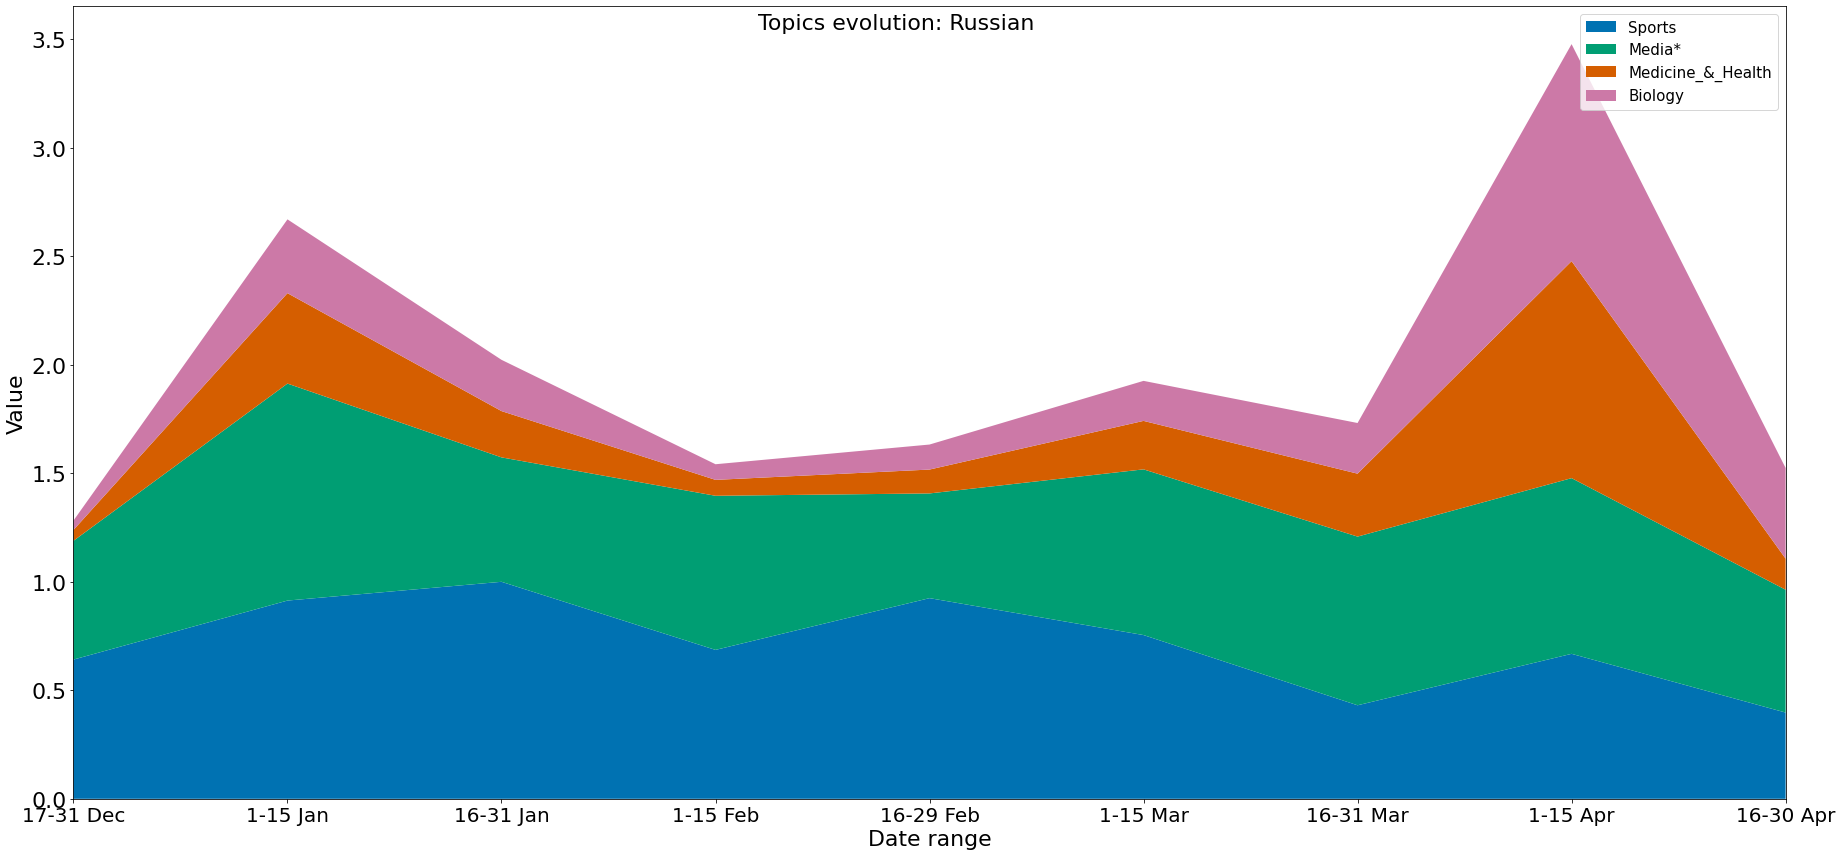 Topics evolution: Russian
Sports
Media*
Medicine_&_Health
Biology
3.5
3.0
2.5
2.0
1.5
1.0
0.5
0.0
Value
17-31 Dec
1-15 Jan
16-31 Jan
1-15 Feb
16-29 Feb
1-15 Mar
16-31 Mar
1-15 Apr
16-30 Apr
Date range